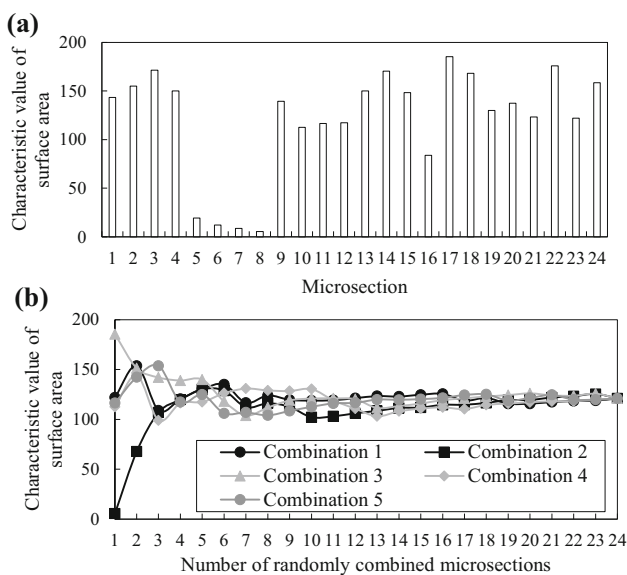 (a)
Characteristic value of
surface area
200
150
100
50
0
1 2 3 4 5 6 7 8 9 10 11 12 13 14 15 16 17 18 19 20 21 22 23 24
Microsection
(b)
Characteristic value of
surface area
200
150
100
50
0
Combination 1
Combination 2
Combination 3
Combination 4
Combination 5
1 2 3 4 5 6 7 8 9 10 11 12 13 14 15 16 17 18 19 20 21 22 23 24
Number of randomly combined microsections